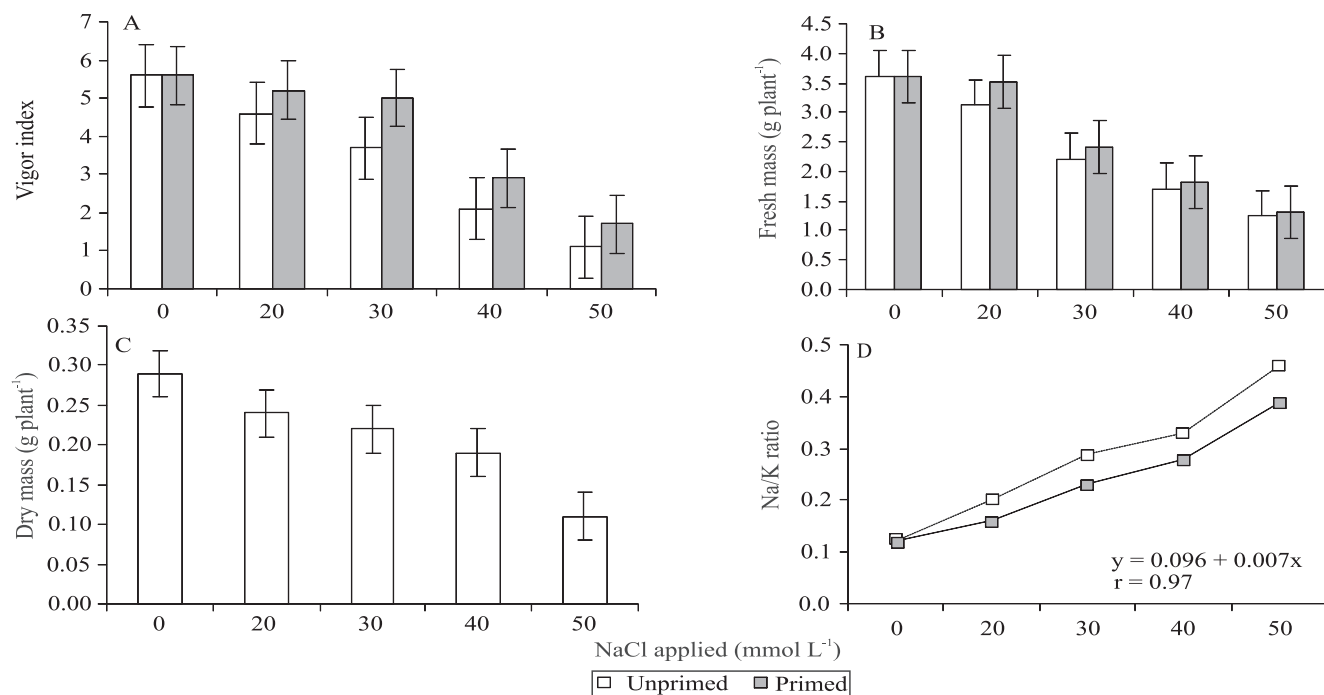 A
Vigor index
7
6
5
4
3
2
1
0
0 20 30 40 50
B
Fresh mass (g plant⁻¹)
4.5
4.0
3.5
3.0
2.5
2.0
1.5
1.0
0.5
0.0
0 20 30 40 50
C
Dry mass (g plant⁻¹)
0.35
0.30
0.25
0.20
0.15
0.10
0.05
0.00
0 20 30 40 50
D
Na/K ratio
0.5
0.4
0.3
0.2
0.1
0.0
y = 0.096 + 0.007x
r = 0.97
0 20 30 40 50
NaCl applied (mmol L⁻¹)
Unprimed Primed